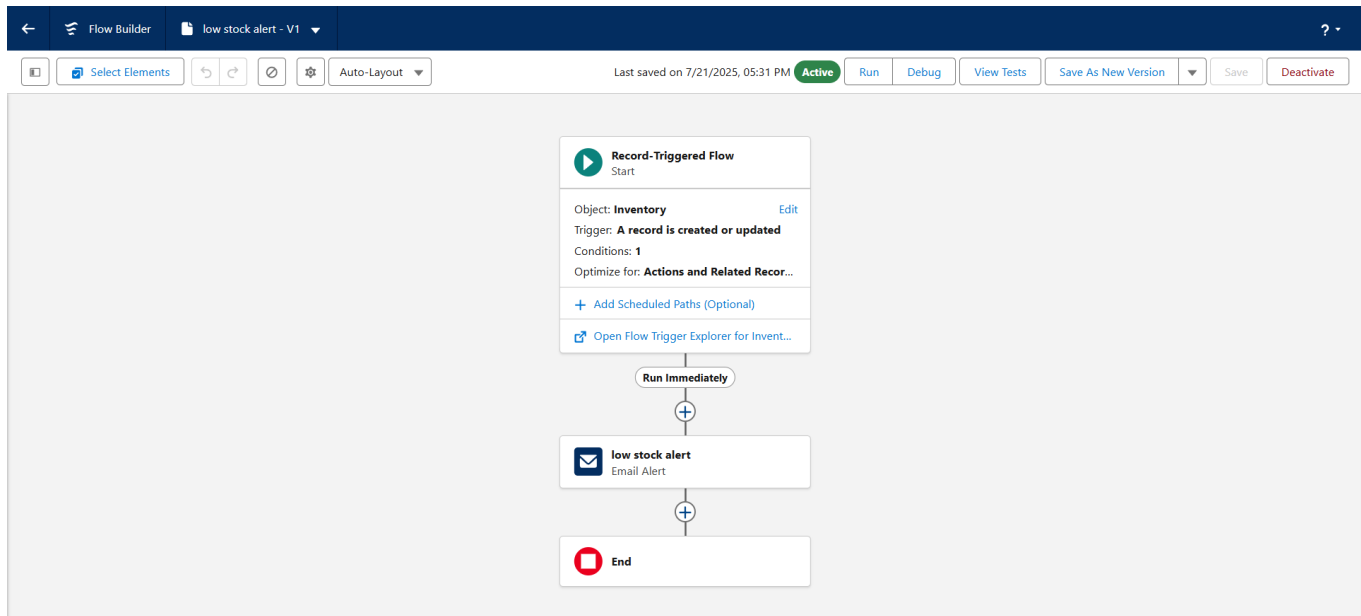 Flow Builder
low stock alert - V1
?
Select Elements
Auto-Layout
Last saved on 7/21/2025, 05:31 PM
Active
Run
Debug
View Tests
Save As New Version
Save
Deactivate
Record-Triggered Flow
Start
Object: Inventory
Edit
Trigger: A record is created or updated
Conditions: 1
Optimize for: Actions and Related Recor...
+ Add Scheduled Paths (Optional)
Open Flow Trigger Explorer for Invent...
Run Immediately
low stock alert
Email Alert
End